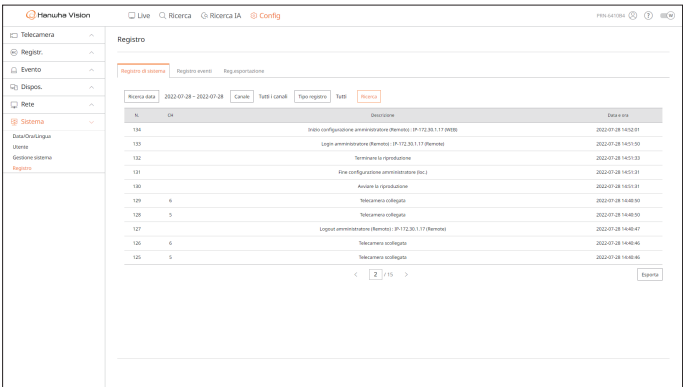 Hanwha Vision
Live Ricerca Ricerca IA Config
PRN-6410B4
Telecamera
Registr.
Evento
Dispos.
Rete
Sistema
Data/Ora/Lingua
Utente
Gestione sistema
Registro
Registro
Registro di sistema Registro eventi Reg.esportazione
Ricerca data 2022-07-28 ~ 2022-07-28 Canale Tutti i canali Tipo registro Tutti Ricerca
N. CH Descrizione Data e ora
134 Inizio configurazione amministratore (Remoto) : IP-172.30.1.17 (WEB) 2022-07-28 14:52:01
133 Login amministratore (Remoto) : IP-172.30.1.17 (Remote) 2022-07-28 14:51:50
132 Terminare la riproduzione 2022-07-28 14:51:33
131 Fine configurazione amministratore (loc.) 2022-07-28 14:51:31
130 Avviare la riproduzione 2022-07-28 14:51:31
129 6 Telecamera collegata 2022-07-28 14:40:50
128 5 Telecamera collegata 2022-07-28 14:40:50
127 Logout amministratore (Remoto) : IP-172.30.1.17 (Remote) 2022-07-28 14:40:47
126 6 Telecamera scollegata 2022-07-28 14:40:46
125 5 Telecamera scollegata 2022-07-28 14:40:46
< 2 / 15 >
Esporta